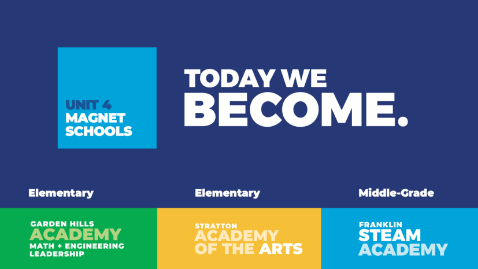 UNIT 4
MAGNET
SCHOOLS
TODAY WE
BECOME.
Elementary
GARDEN HILLS
ACADEMY
MATH + ENGINEERING
LEADERSHIP
Elementary
STRATTON
ACADEMY
OF THE ARTS
Middle-Grade
FRANKLIN
STEAM
ACADEMY